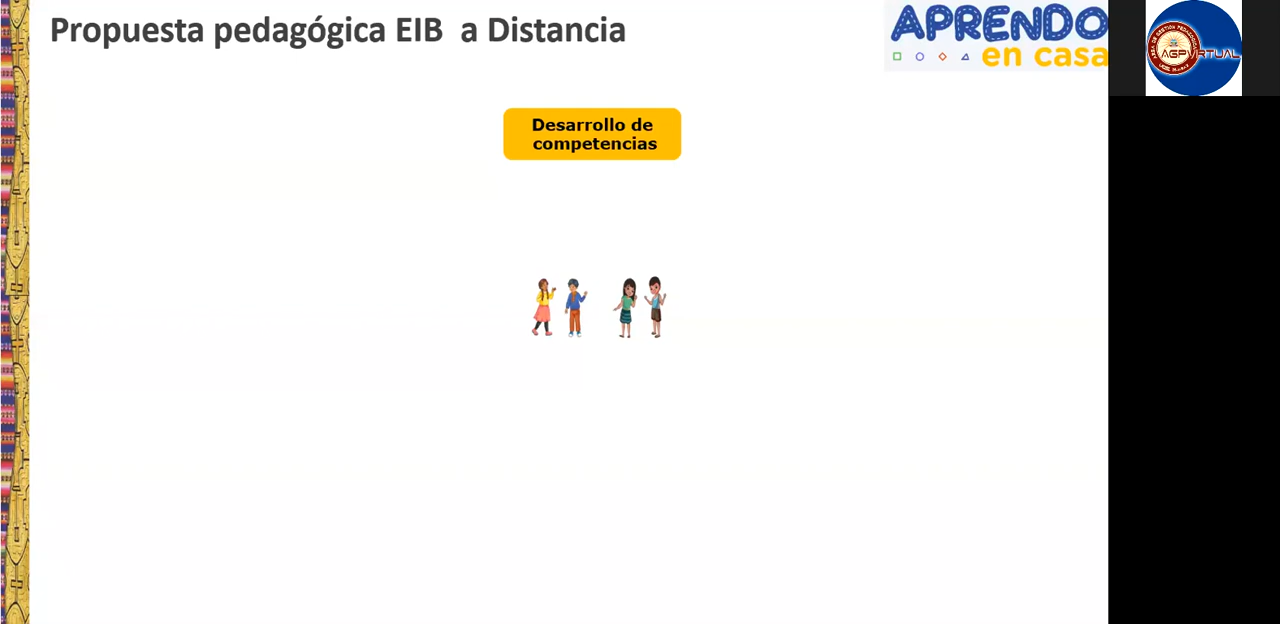 Propuesta pedagógica EIB a Distancia
APRENDO
en casa
Desarrollo de
competencias
AGPVIRTUAL